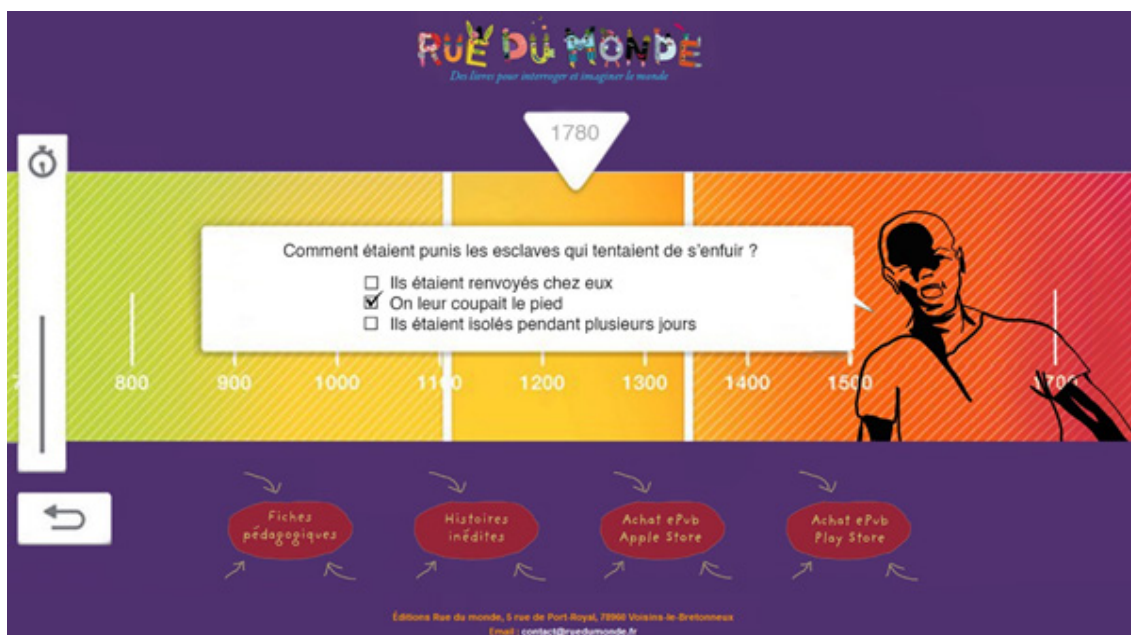 RUE DU MONDE
Des livres pour interroger et imaginer le monde
1780
Comment étaient punis les esclaves qui tentaient de s'enfuir ?
Ils étaient renvoyés chez eux
On leur coupait le pied
Ils étaient isolés pendant plusieurs jours
800 900 1000 1100 1200 1300 1400 1500 1700
Fiches
pédagogiques
Histoires
inédites
Achat ePub
Apple Store
Achat ePub
Play Store
Éditions Rue du monde, 5 rue de Port-Royal, 78960 Voisins-le-Bretonneux
Email : contact@ruedumonde.fr